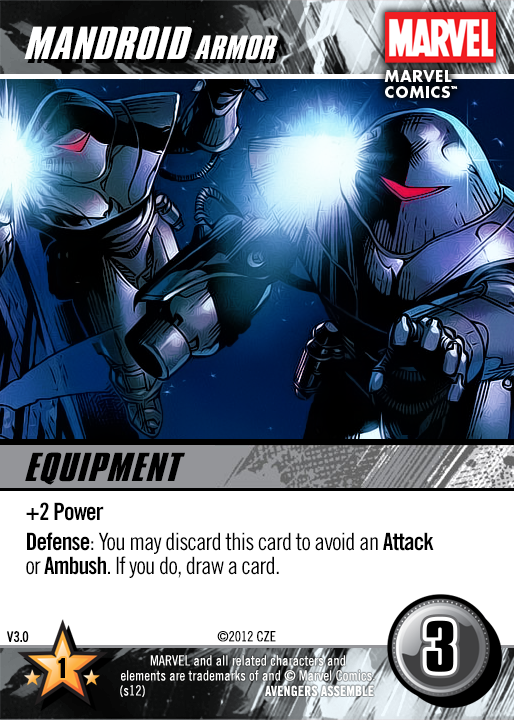 MANDROID ARMOR
MARVEL
MARVEL
COMICS™
EQUIPMENT
+2 Power
Defense: You may discard this card to avoid an Attack
or Ambush. If you do, draw a card.
V3.0
©2012 CZE
1
3
MARVEL and all related characters and
elements are trademarks of and © Marvel Comics.
(s12)
AVENGERS ASSEMBLE